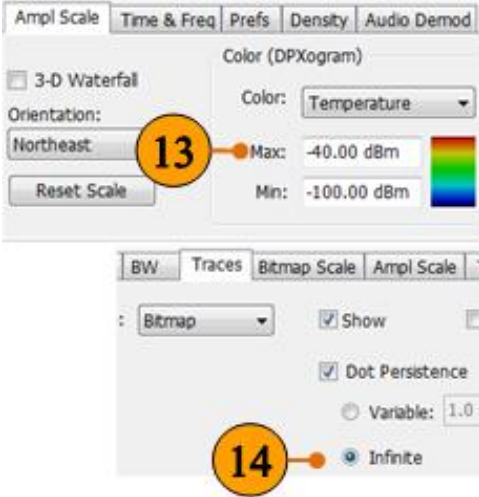 Ampl Scale Time & Freq Prefs Density Audio Demod
Color (DPXogram)
3-D Waterfall
Color: Temperature
Orientation:
Northeast
13
Max: -40.00 dBm
Reset Scale
Min: -100.00 dBm
BW Traces Bitmap Scale Ampl Scale
: Bitmap
Show
Dot Persistence
Variable: 1.0
14
Infinite